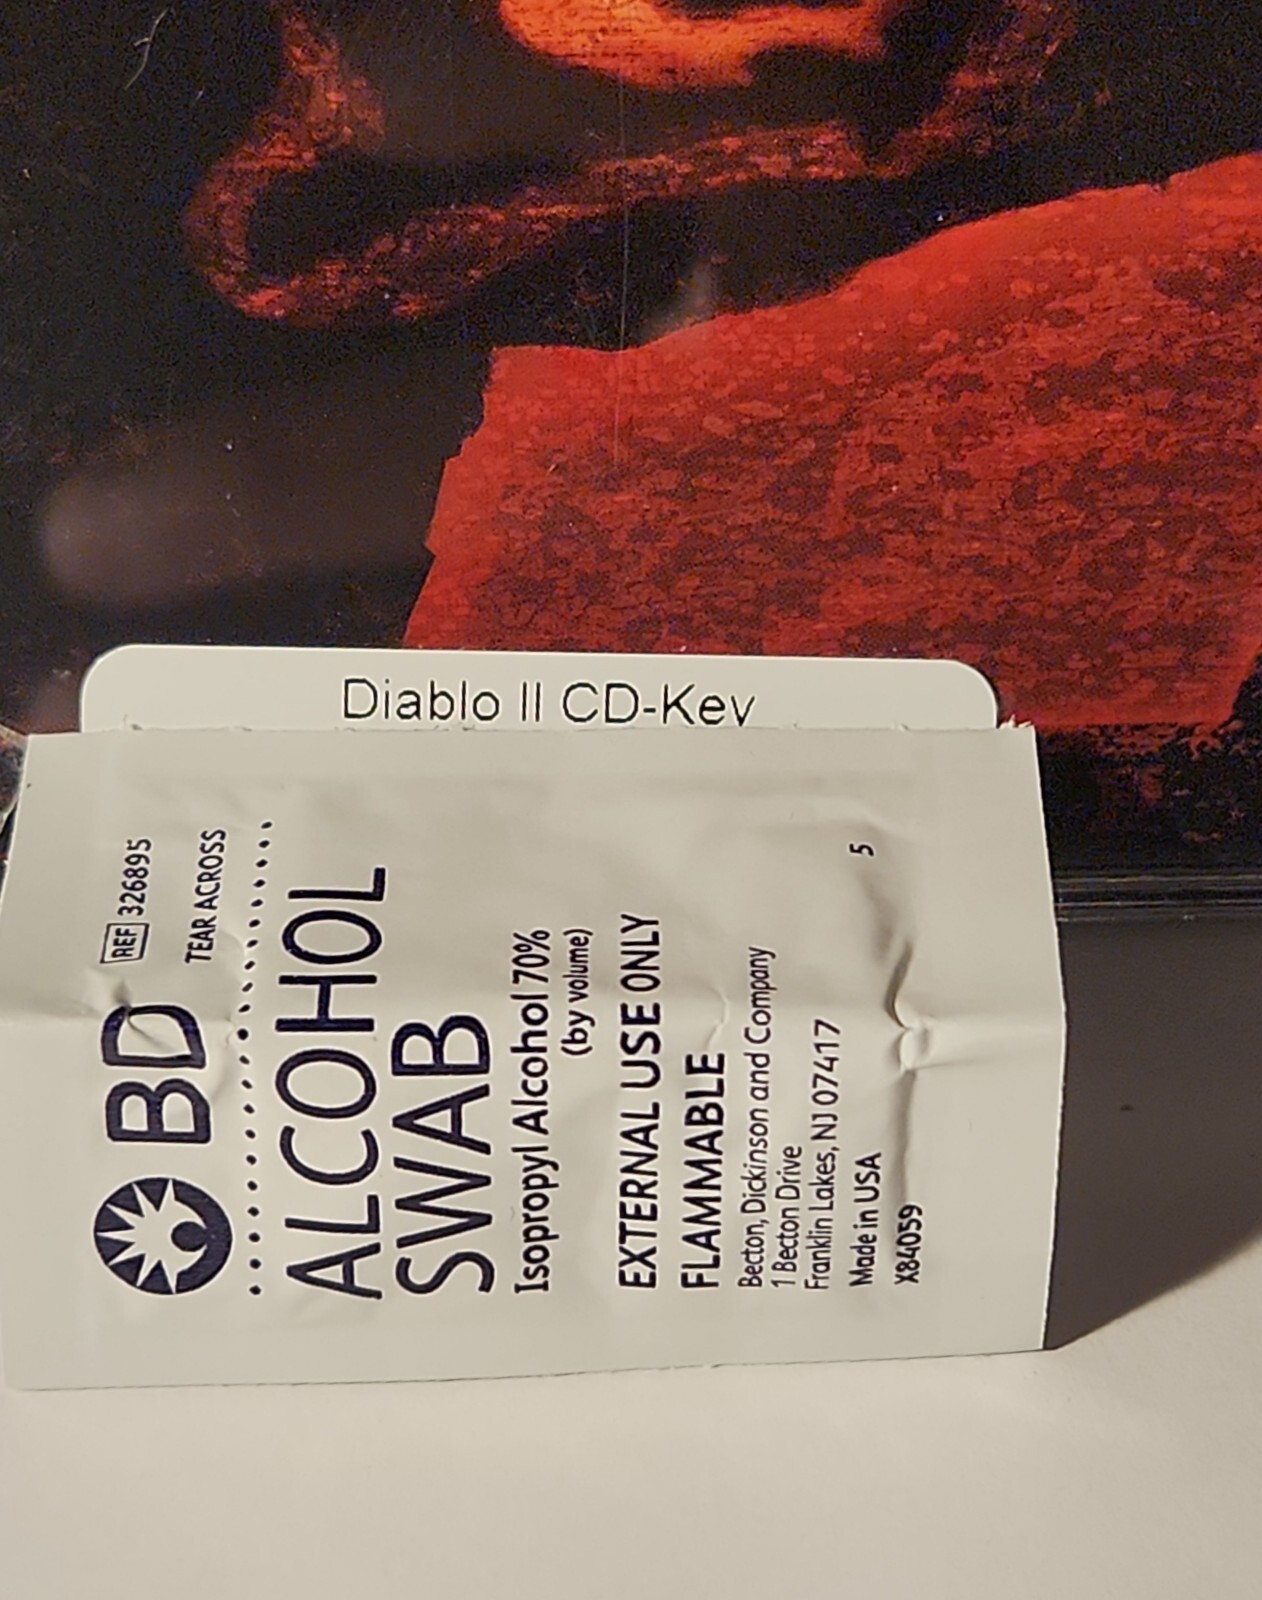 Diablo II CD-Key
BD
REF 326895
TEAR ACROSS
ALCOHOL
SWAB
Isopropyl Alcohol 70%
(by volume)
EXTERNAL USE ONLY
FLAMMABLE
Becton, Dickinson and Company
1 Becton Drive
Franklin Lakes, NJ 07417
Made in USA
5
X84059